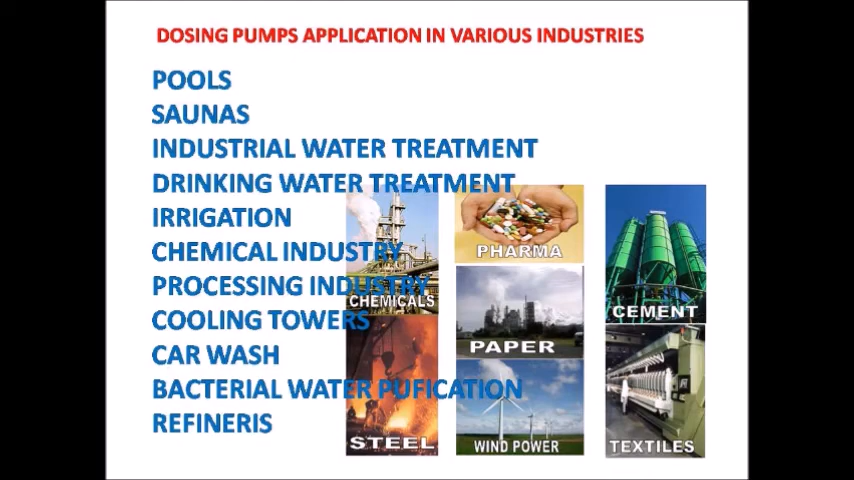 DOSING PUMPS APPLICATION IN VARIOUS INDUSTRIES
POOLS
SAUNAS
INDUSTRIAL WATER TREATMENT
DRINKING WATER TREATMENT
IRRIGATION
CHEMICAL INDUSTRY
PROCESSING INDUSTRY
COOLING TOWERS
CAR WASH
BACTERIAL WATER PUFICATION
REFINERIS
CHEMICALS
PHARMA
CEMENT
PAPER
STEEL
WIND POWER
TEXTILES